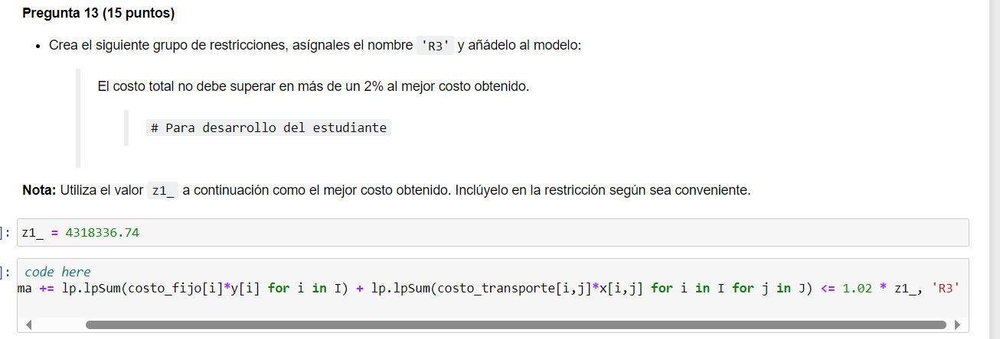 Pregunta 13 (15 puntos)
• Crea el siguiente grupo de restricciones, asígnales el nombre 'R3' y añádelo al modelo:
El costo total no debe superar en más de un 2% al mejor costo obtenido.
# Para desarrollo del estudiante
Nota: Utiliza el valor z1_ a continuación como el mejor costo obtenido. Inclúyelo en la restricción según sea conveniente.
]: z1_ = 4318336.74
]: code here
ma += lp.lpSum(costo_fijo[i]*y[i] for i in I) + lp.lpSum(costo_transporte[i,j]*x[i,j] for i in I for j in J) <= 1.02 * z1_, 'R3'